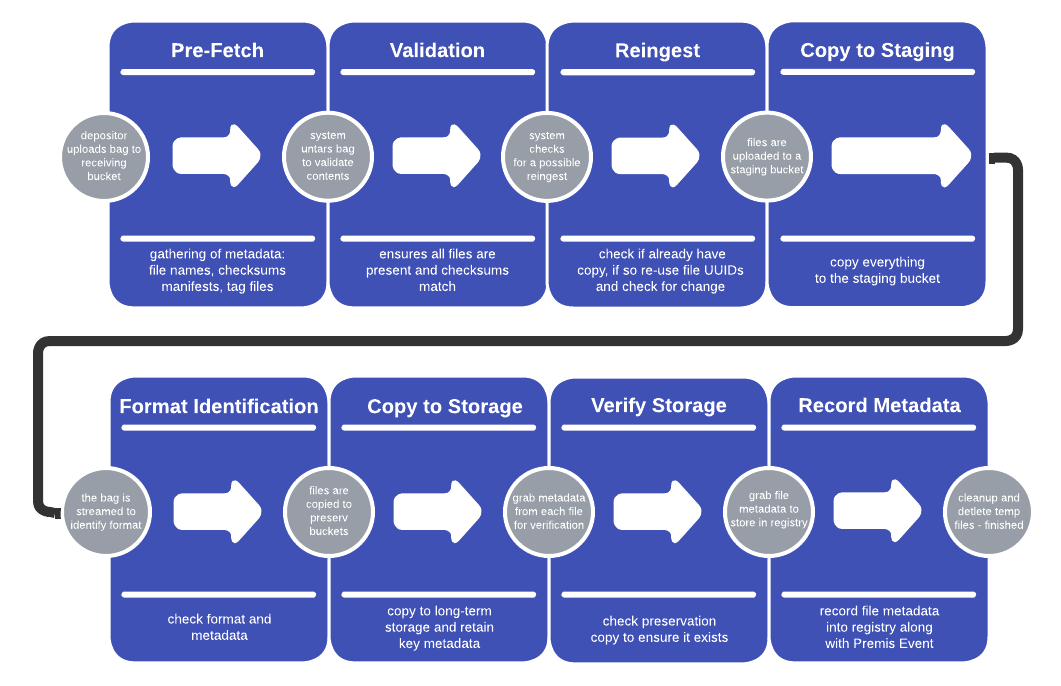 Pre-Fetch
Validation
Reingest
Copy to Staging
depositor
uploads bag to
receiving
bucket
system
untars bag
to validate
contents
system
checks
for a possible
reingest
files are
uploaded to a
staging bucket
gathering of metadata:
file names, checksums
manifests, tag files
ensures all files are
present and checksums
match
check if already have
copy, if so re-use file UUIDs
and check for change
copy everything
to the staging bucket
Format Identification
Copy to Storage
Verify Storage
Record Metadata
the bag is
streamed to
identify format
files are
copied to
preserv
buckets
grab metadata
from each file
for verification
grab file
metadata to
store in registry
cleanup and
detlete temp
files - finished
check format and
metadata
copy to long-term
storage and retain
key metadata
check preservation
copy to ensure it exists
record file metadata
into registry along
with Premis Event